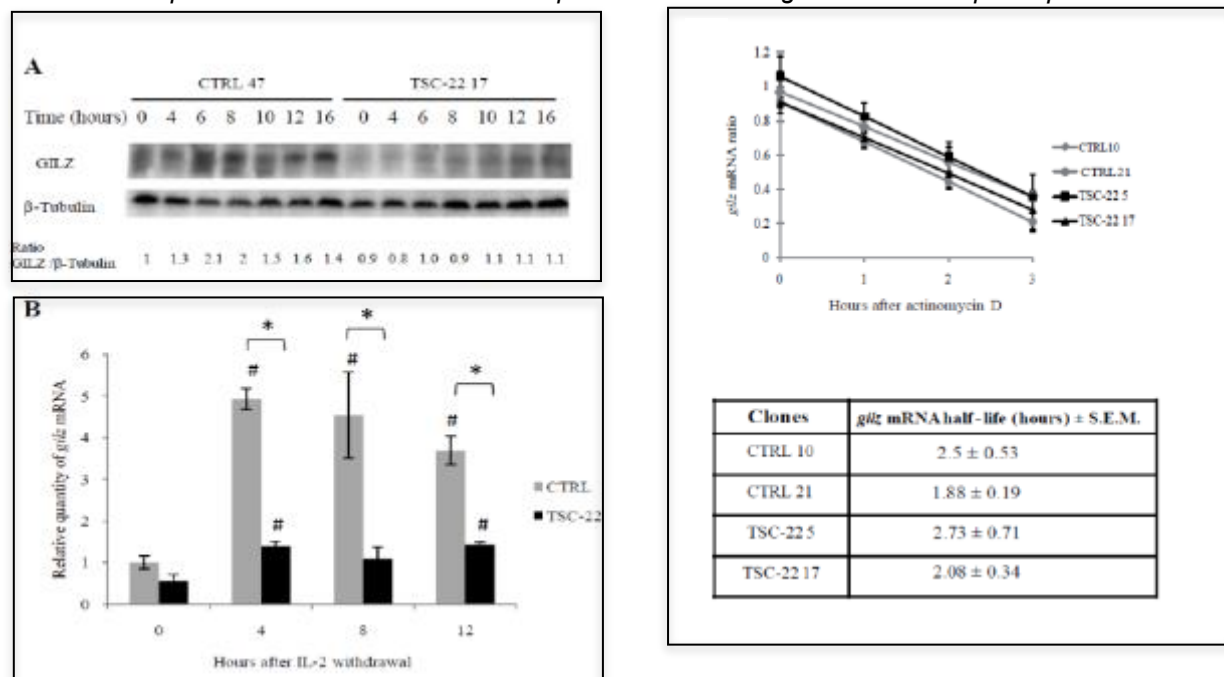 A
CTRL 47 TSC-22 17
Time (hours) 0 4 6 8 10 12 16 0 4 6 8 10 12 16
GILZ
β-Tubulin
Ratio
GILZ /β-Tubulin 1 1.3 2.1 2 1.5 1.6 1.4 0.9 0.8 1.0 0.9 1.1 1.1 1.1
B
Relative quantity of gilz mRNA
6
5
4
3
2
1
0
* * *
# # # # #
CTRL
TSC-22
0 4 8 12
Hours after IL-2 withdrawal
gilz mRNA ratio
1.2
1
0.8
0.6
0.4
0.2
0
0 1 2 3
Hours after actinomycin D
CTRL10
CTRL21
TSC-22 5
TSC-22 17
Clones gilz mRNA half-life (hours) ± S.E.M.
CTRL 10 2.5 ± 0.53
CTRL 21 1.88 ± 0.19
TSC-22 5 2.73 ± 0.71
TSC-22 17 2.08 ± 0.34